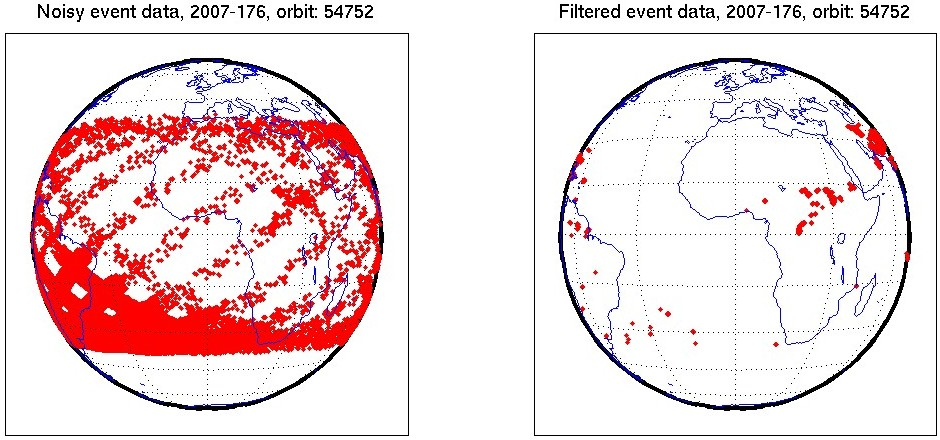 Noisy event data, 2007-176, orbit: 54752
Filtered event data, 2007-176, orbit: 54752